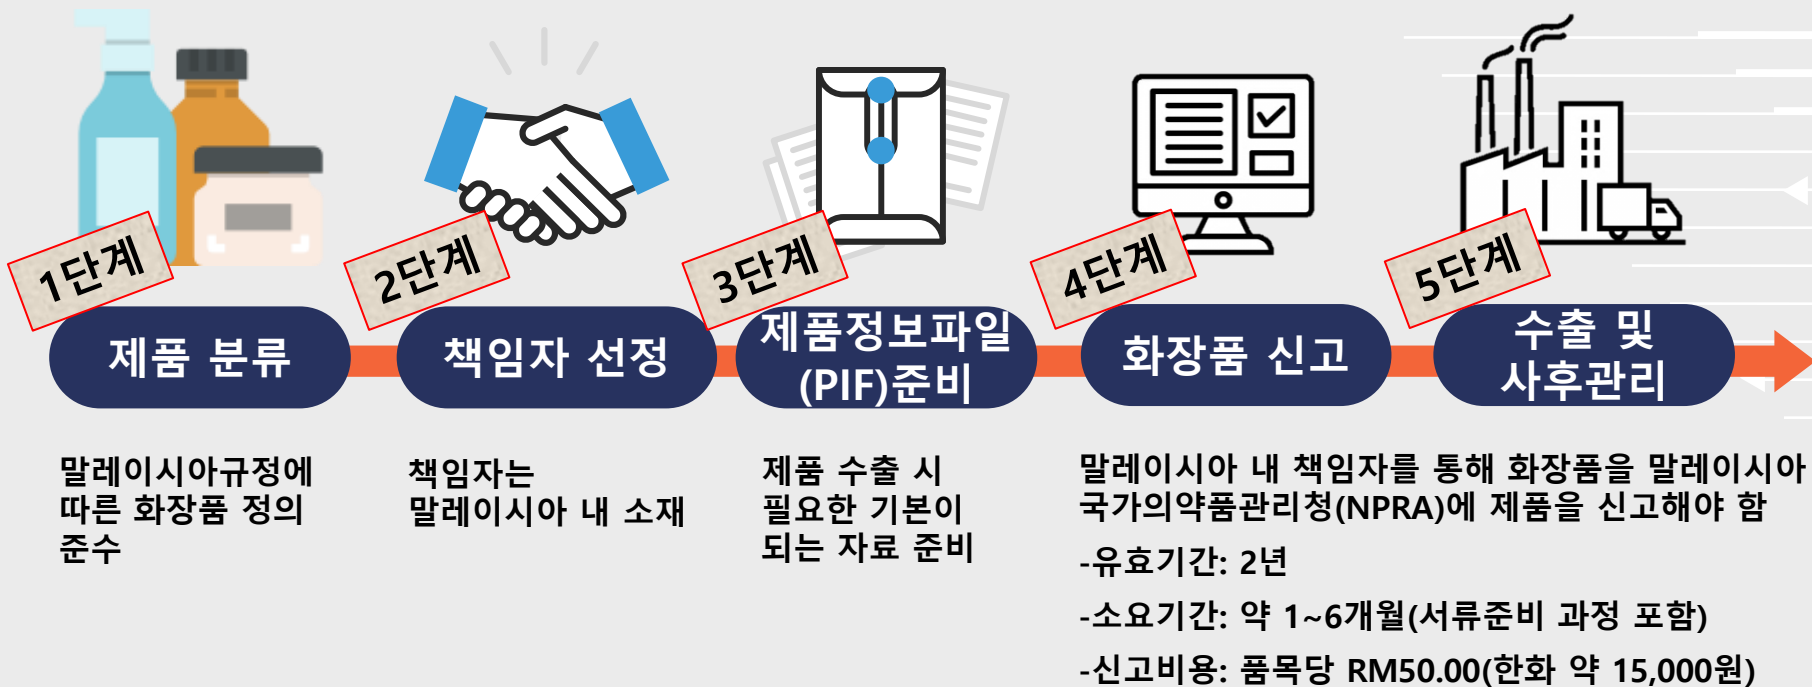 1단계
제품 분류
말레이시아규정에
따른 화장품 정의
준수
2단계
책임자 선정
책임자는
말레이시아 내 소재
3단계
제품정보파일
(PIF)준비
제품 수출 시
필요한 기본이
되는 자료 준비
4단계
화장품 신고
5단계
수출 및
사후관리
말레이시아 내 책임자를 통해 화장품을 말레이시아
국가의약품관리청(NPRA)에 제품을 신고해야 함
-유효기간: 2년
-소요기간: 약 1~6개월(서류준비 과정 포함)
-신고비용: 품목당 RM50.00(한화 약 15,000원)